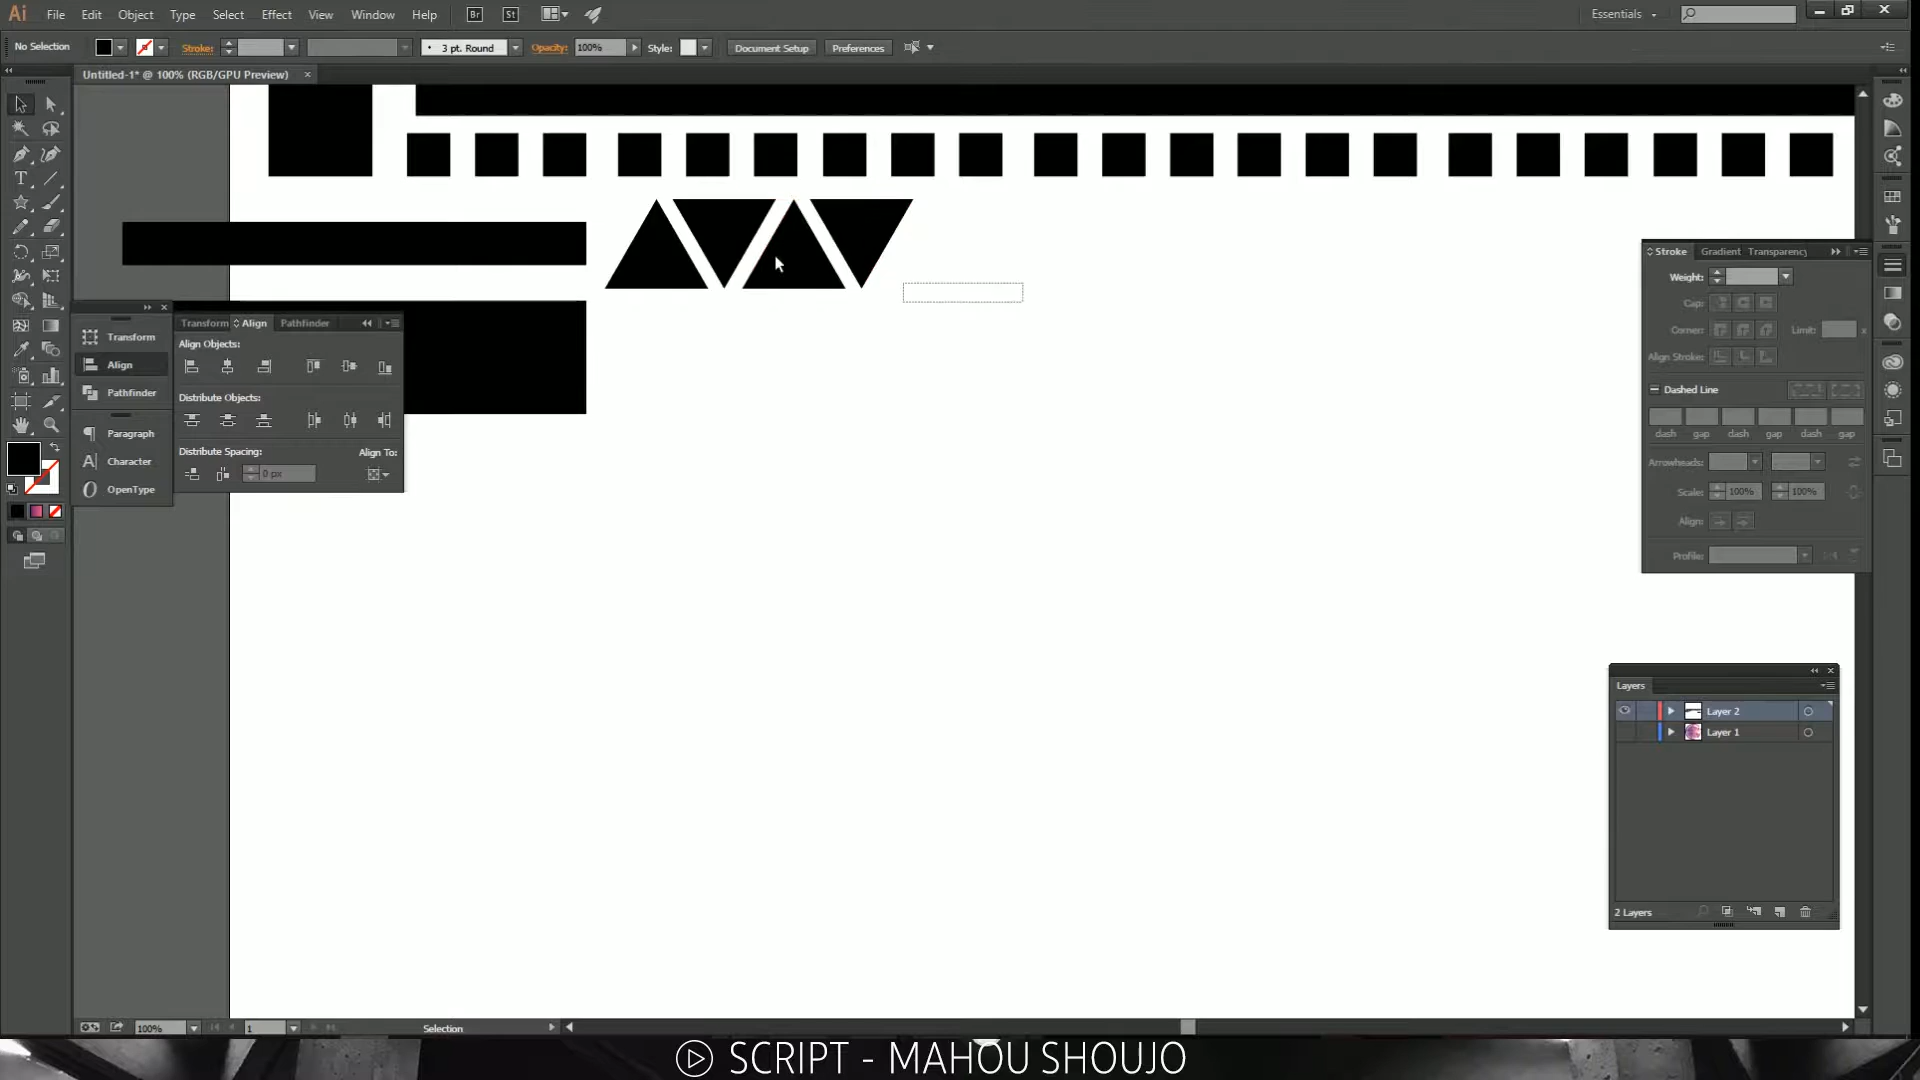 Ai File Edit Object Type Select Effect View Window Help Br St Essentials
No Selection Stroke: 3 pt. Round Opacity: 100% Style: Document Setup Preferences
Untitled-1* @ 100% (RGB/GPU Preview)
Transform
Align
Pathfinder
Paragraph
Character
OpenType
Transform Align Pathfinder
Align Objects:
Distribute Objects:
Distribute Spacing: Align To:
0 px
Stroke Gradient Transparency
Weight:
Cap:
Corner: Limit: x
Align Stroke:
Dashed Line
dash gap dash gap dash gap
Arrowheads:
Scale: 100% 100%
Align:
Profile:
Layers
Layer 2
Layer 1
2 Layers
100% 1 Selection
SCRIPT - MAHOU SHOUJO